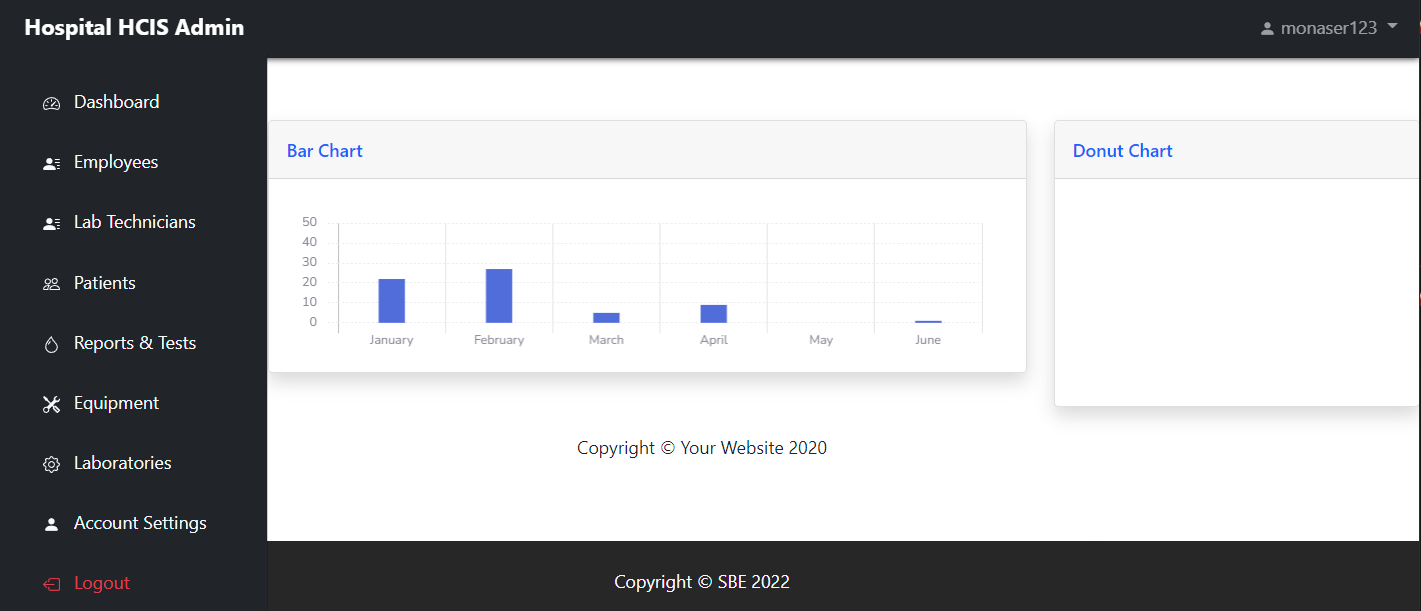 Hospital HCIS Admin
monaser123
Dashboard
Employees
Lab Technicians
Patients
Reports & Tests
Equipment
Laboratories
Account Settings
Logout
Bar Chart
50
40
30
20
10
0
January February March April May June
Donut Chart
Copyright © Your Website 2020
Copyright © SBE 2022